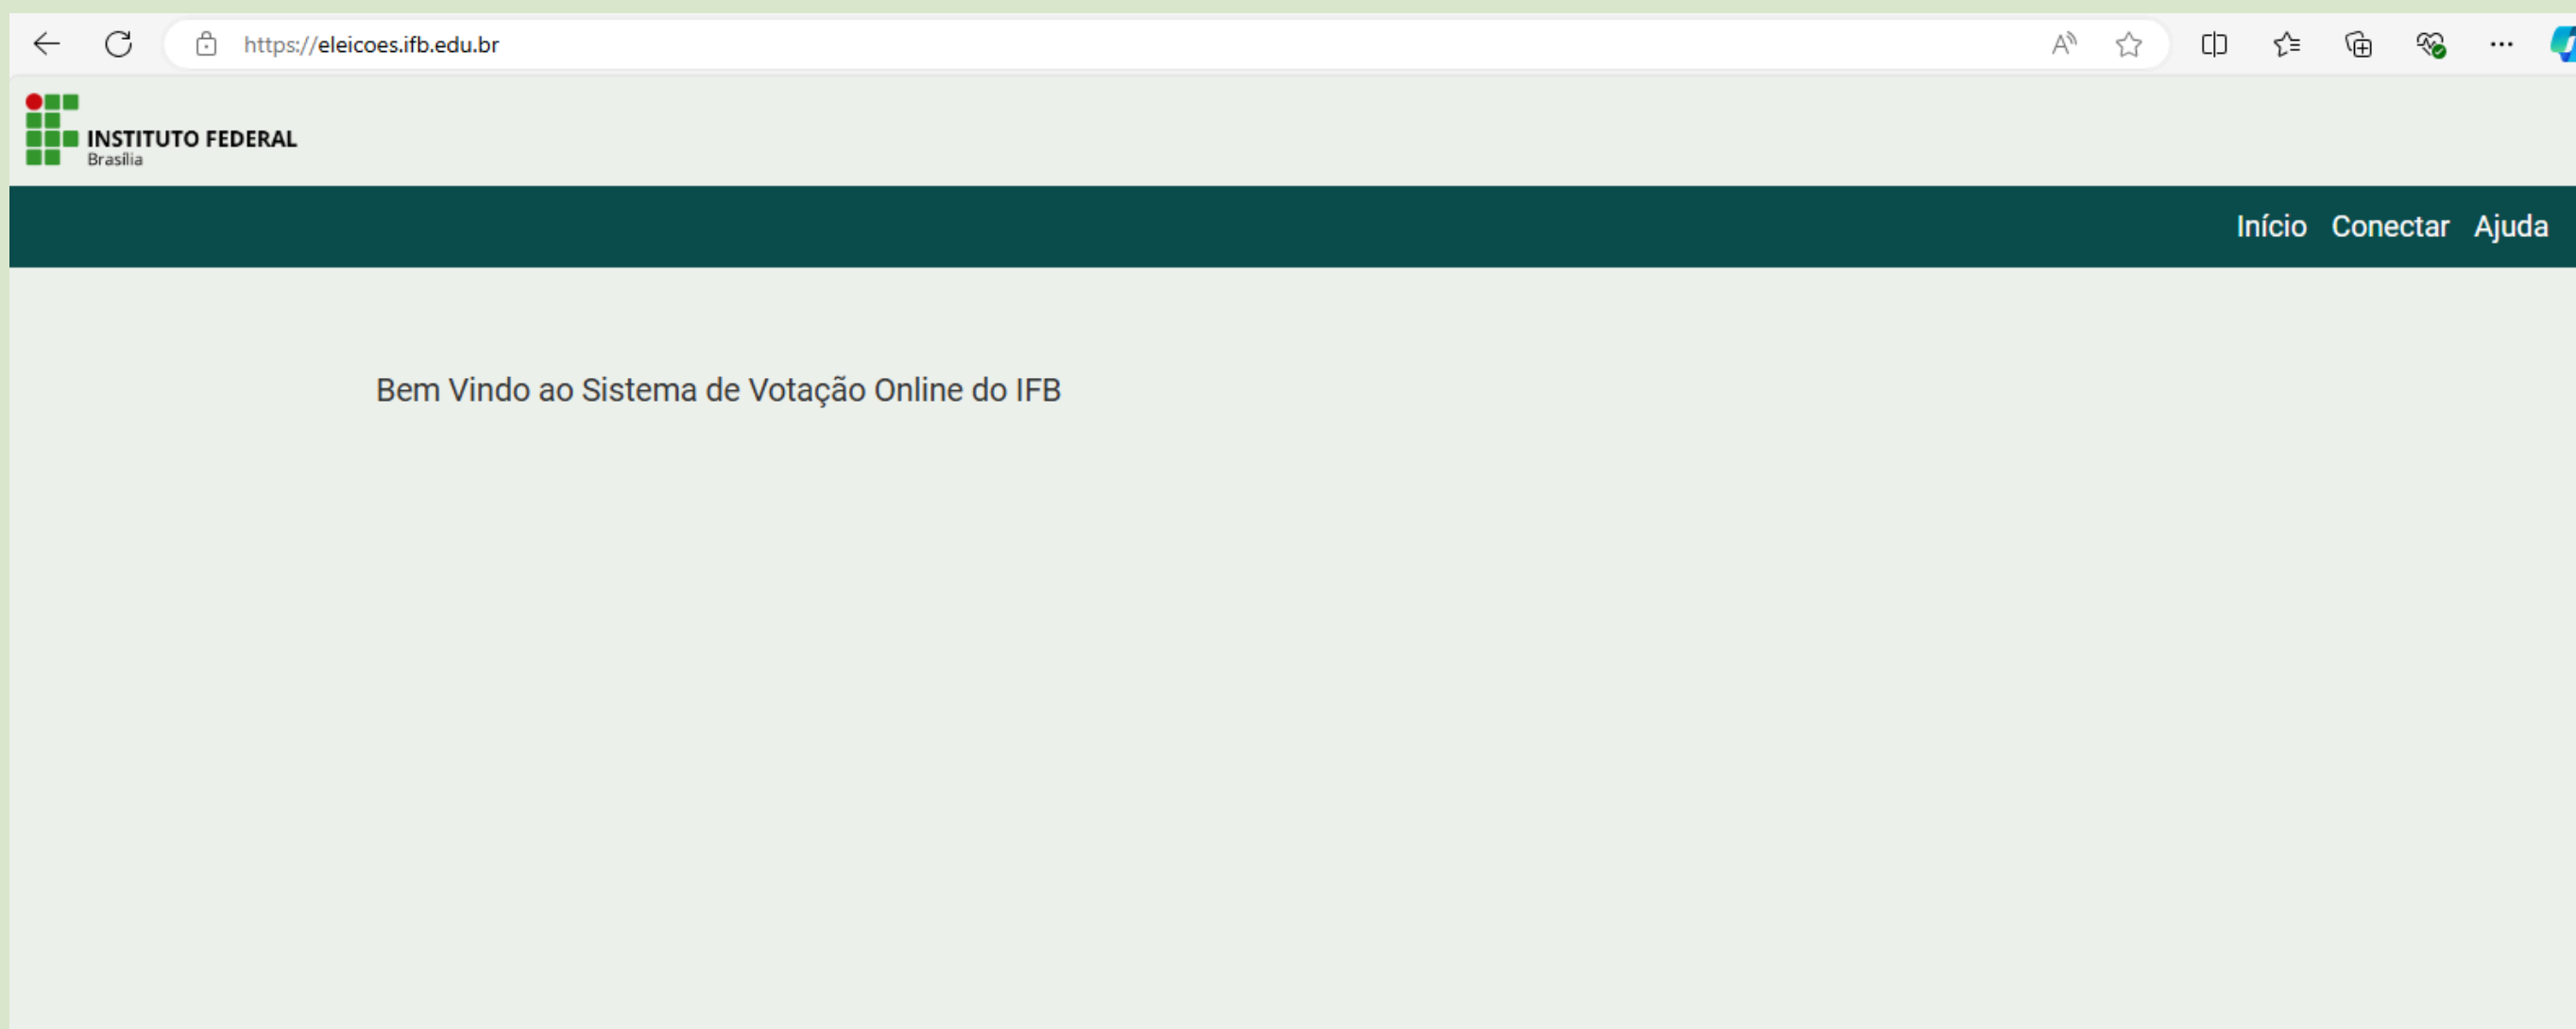 https://eleicoes.ifb.edu.br
INSTITUTO FEDERAL
Brasília
Início Conectar Ajuda
Bem Vindo ao Sistema de Votação Online do IFB